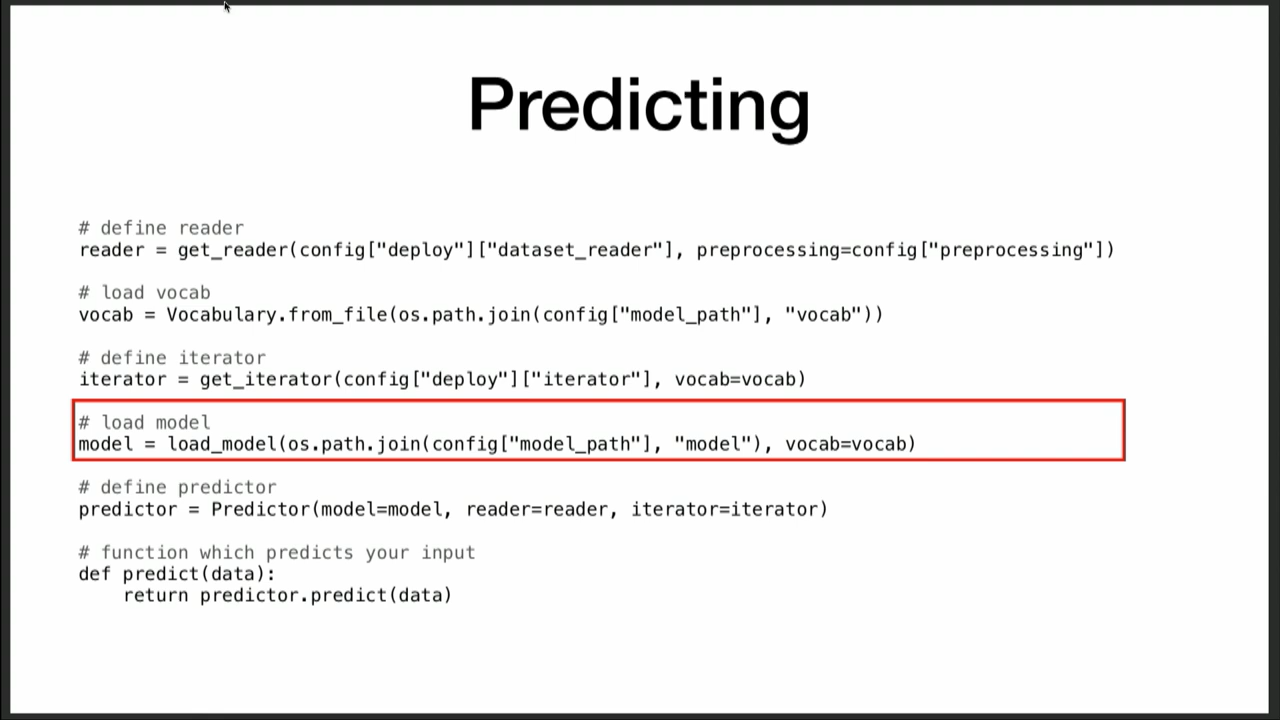 Predicting
# define reader
reader = get_reader(config["deploy"]["dataset_reader"], preprocessing=config["preprocessing"])
# load vocab
vocab = Vocabulary.from_file(os.path.join(config["model_path"], "vocab"))
# define iterator
iterator = get_iterator(config["deploy"]["iterator"], vocab=vocab)
# load model
model = load_model(os.path.join(config["model_path"], "model"), vocab=vocab)
# define predictor
predictor = Predictor(model=model, reader=reader, iterator=iterator)
# function which predicts your input
def predict(data):
    return predictor.predict(data)